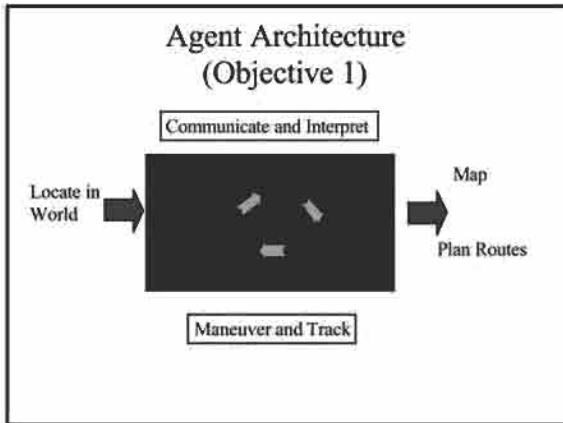 Agent Architecture
(Objective 1)
Communicate and Interpret
Locate in
World
Map
Plan Routes
Maneuver and Track